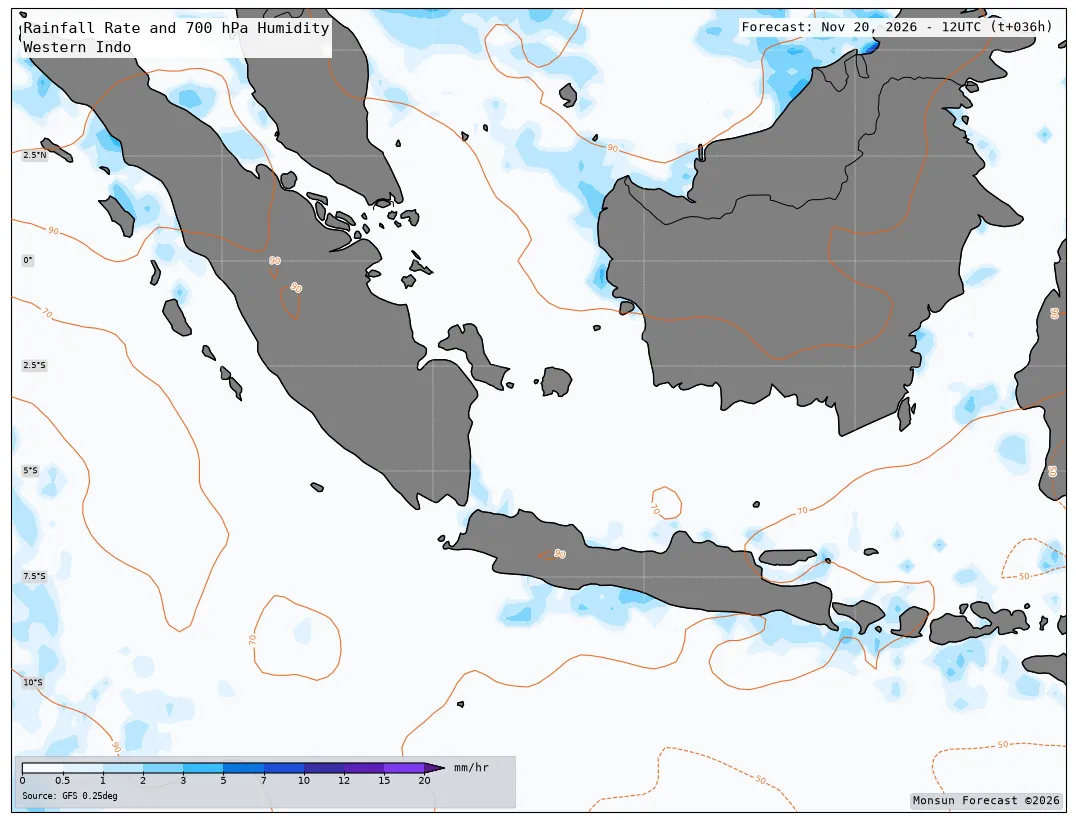 Rainfall Rate and 700 hPa Humidity
Western Indo
Forecast: Nov 20, 2026 - 12UTC (t+036h)
90
2.5°N
90
0°
90
90
70
90
2.5°S
5°S
50
70
70
90
7.5°S
50
70
10°S
90
50
50
mm/hr
0 0.5 1 2 3 5 7 10 12 15 20
Source: GFS 0.25deg
Monsun Forecast ©2026